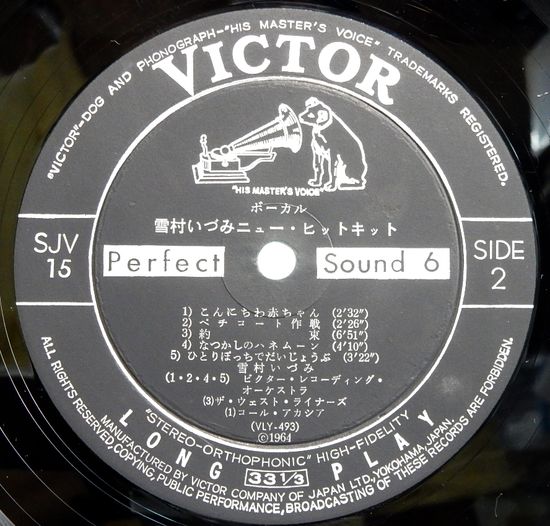 "VICTOR"-DOG AND PHONOGRAPH-"HIS MASTER'S VOICE" TRADEMARKS REGISTERED.
VICTOR
"HIS MASTER'S VOICE"
ボーカル
雪村いづみニュー・ヒットキット
SJV
15
Perfect Sound 6
SIDE
2
1) こんにちわ赤ちゃん (2'32")
2) ペチコート作戦 (2'26")
3) 約束 (6'51")
4) なつかしのハネムーン (4'10")
5) ひとりぼっちでだいじょうぶ (3'22")
雪村いづみ
(1・2・4・5) ビクター・レコーディング・
オーケストラ
(3)ザ・ウェスト・ライナーズ
(1)コール・アカシア
(VLY-493)
©1964
"STEREO-ORTHOPHONIC" HIGH-FIDELITY
LONG 33 1/3 PLAY
ALL RIGHTS RESERVED, COPYING, PUBLIC PERFORMANCE, BROADCASTING OF THESE RECORDS ARE FORBIDDEN.
MANUFACTURED BY VICTOR COMPANY OF JAPAN LTD., YOKOHAMA, JAPAN.